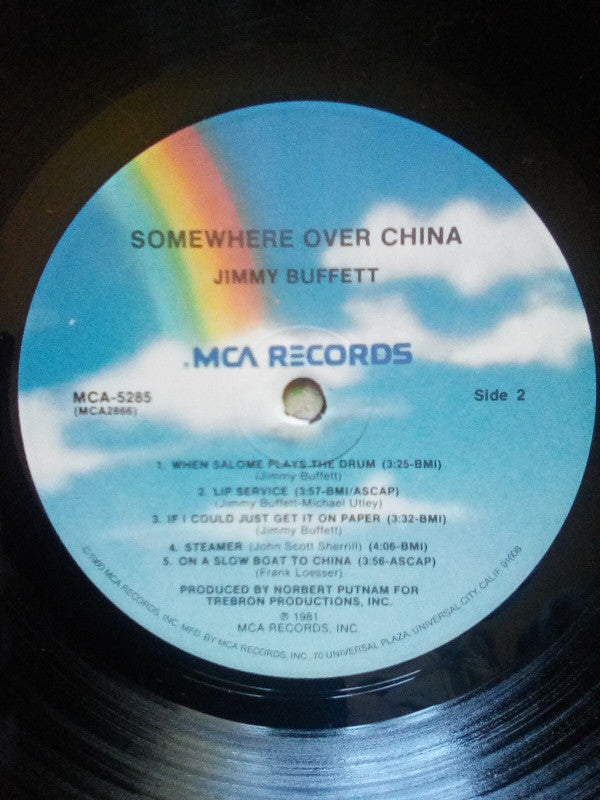 SOMEWHERE OVER CHINA
JIMMY BUFFETT
MCA RECORDS
MCA-5285
(MCA2866)
Side 2
1. WHEN SALOME PLAYS THE DRUM (3:25-BMI)
(Jimmy Buffett)
2. LIP SERVICE (3:57-BMI/ASCAP)
(Jimmy Buffett-Michael Utley)
3. IF I COULD JUST GET IT ON PAPER (3:32-BMI)
(Jimmy Buffett)
4. STEAMER (John Scott Sherrill) (4:06-BMI)
5. ON A SLOW BOAT TO CHINA (3:56-ASCAP)
(Frank Loesser)
PRODUCED BY NORBERT PUTNAM FOR
TREBRON PRODUCTIONS, INC.
℗ 1981
MCA RECORDS, INC.
© 1980 MCA RECORDS, INC. MFD. BY MCA RECORDS, INC., 70 UNIVERSAL PLAZA, UNIVERSAL CITY, CALIF. 91608